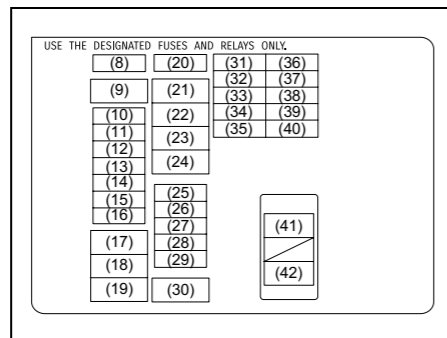 USE THE DESIGNATED FUSES AND RELAYS ONLY.
(8) (20) (31) (36)
(32) (37)
(9) (21) (33) (38)
(10) (22) (34) (39)
(11) (35) (40)
(12) (23)
(13) (24)
(14)
(15) (25)
(16) (26)
(27) (41)
(17) (28)
(18) (29)
(42)
(19) (30)